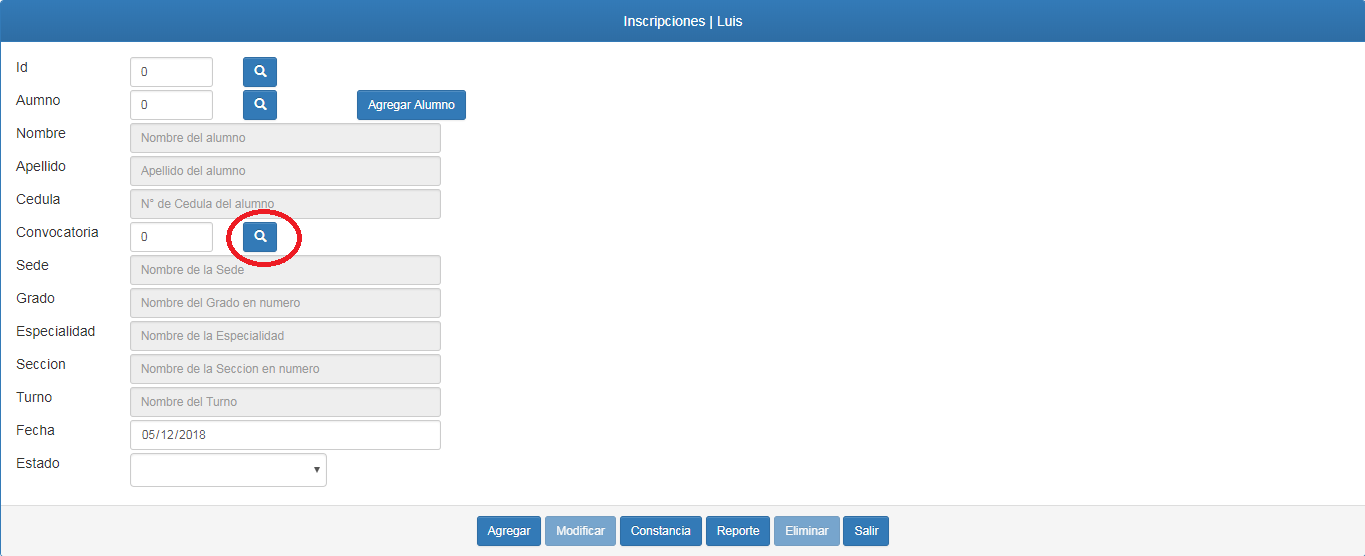 Inscripciones | Luis
Id 0
Aumno 0 Agregar Alumno
Nombre Nombre del alumno
Apellido Apellido del alumno
Cedula N° de Cedula del alumno
Convocatoria 0
Sede Nombre de la Sede
Grado Nombre del Grado en numero
Especialidad Nombre de la Especialidad
Seccion Nombre de la Seccion en numero
Turno Nombre del Turno
Fecha 05/12/2018
Estado
Agregar Modificar Constancia Reporte Eliminar Salir